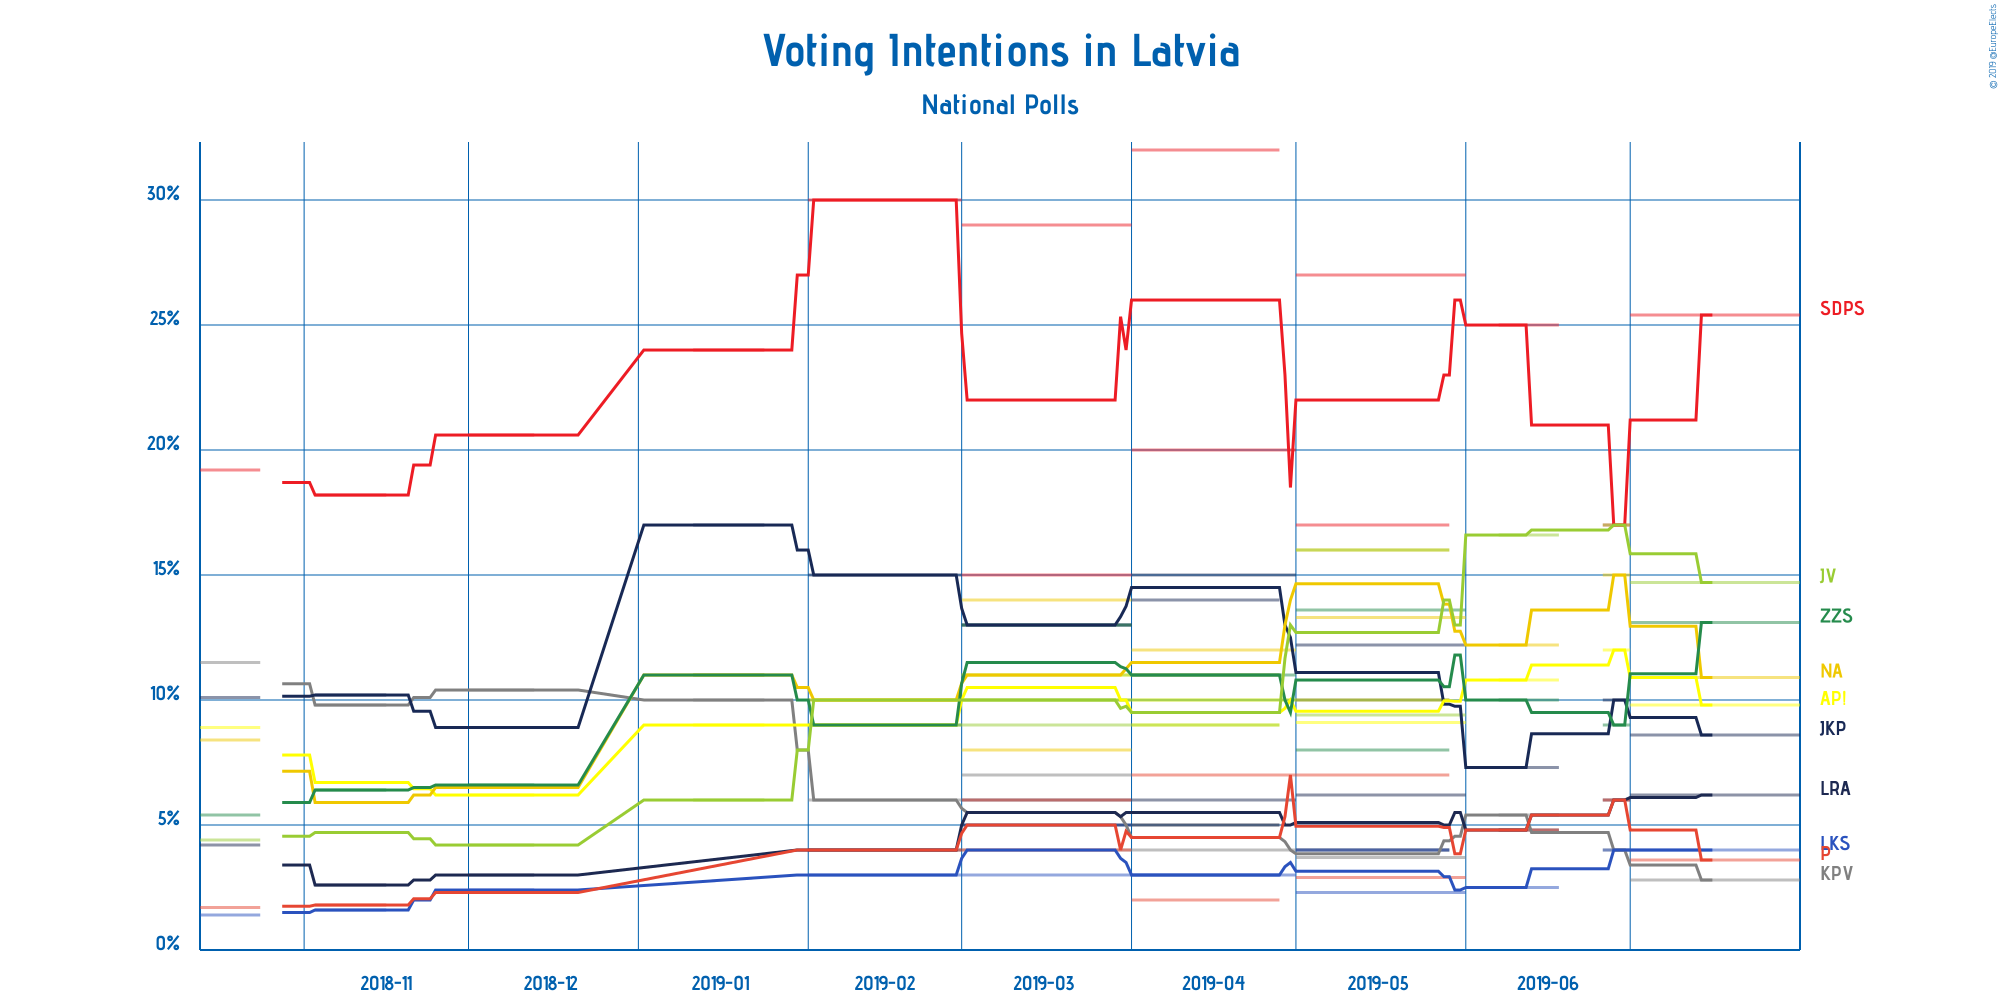 © 2019 @EuropeElects
Voting Intentions in Latvia
National Polls
30%
25%
20%
15%
10%
5%
0%
SDPS
JV
ZZS
NA
AP!
JKP
LRA
LKS
P
KPV
2018-11
2018-12
2019-01
2019-02
2019-03
2019-04
2019-05
2019-06